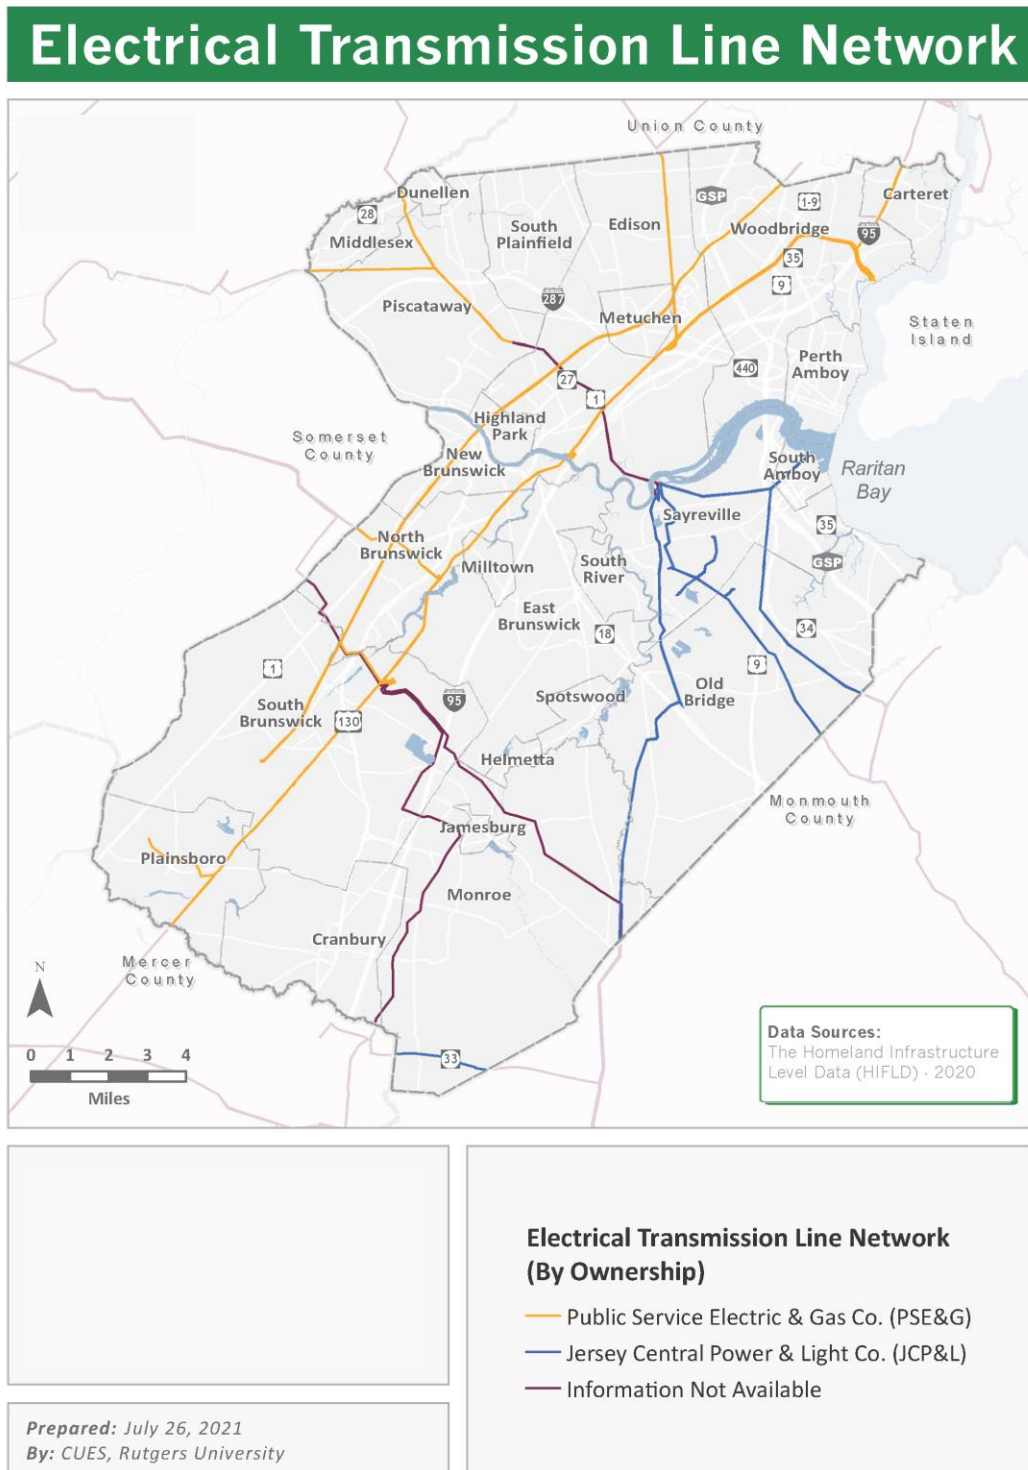 Electrical Transmission Line Network
Union County
Dunellen
Carteret
GSP
1-9
28
South
Plainfield
Edison
Woodbridge
95
Middlesex
35
9
287
Piscataway
Metuchen
Staten
Island
Perth
Amboy
440
27
1
Highland
Park
Somerset
County
New
Brunswick
South
Amboy
Raritan
Bay
Sayreville
35
North
Brunswick
Milltown
South
River
GSP
East
Brunswick
18
34
1
9
South
Brunswick
130
95
Spotswood
Old
Bridge
Helmetta
Monmouth
County
Jamesburg
Plainsboro
Monroe
Cranbury
Mercer
County
N
0 1 2 3 4
Miles
33
Data Sources:
The Homeland Infrastructure
Level Data (HIFLD) - 2020
Electrical Transmission Line Network
(By Ownership)
Public Service Electric & Gas Co. (PSE&G)
Jersey Central Power & Light Co. (JCP&L)
Information Not Available
Prepared: July 26, 2021
By: CUES, Rutgers University